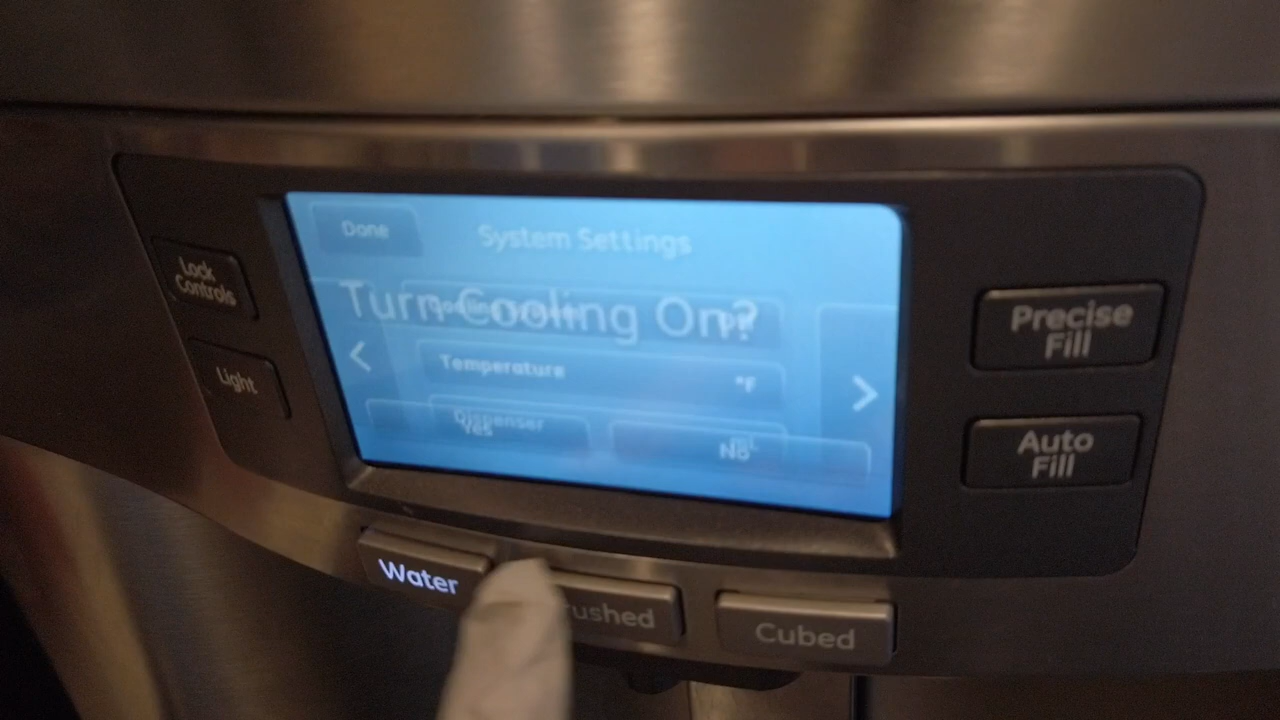 Done
System Settings
Lock
Controls
Turn Cooling On?
Precise
Fill
Light
Temperature
°F
Dispenser
Yes
No
Auto
Fill
Water
rushed
Cubed